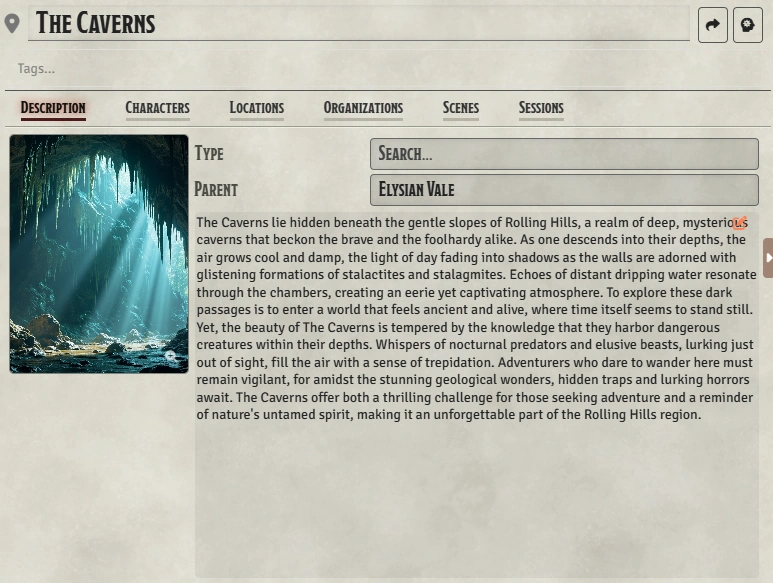 The Caverns
Tags...
Description Characters Locations Organizations Scenes Sessions
Type Search...
Parent Elysian Vale
The Caverns lie hidden beneath the gentle slopes of Rolling Hills, a realm of deep, mysterious
caverns that beckon the brave and the foolhardy alike. As one descends into their depths, the
air grows cool and damp, the light of day fading into shadows as the walls are adorned with
glistening formations of stalactites and stalagmites. Echoes of distant dripping water resonate
through the chambers, creating an eerie yet captivating atmosphere. To explore these dark
passages is to enter a world that feels ancient and alive, where time itself seems to stand still.
Yet, the beauty of The Caverns is tempered by the knowledge that they harbor dangerous
creatures within their depths. Whispers of nocturnal predators and elusive beasts, lurking just
out of sight, fill the air with a sense of trepidation. Adventurers who dare to wander here must
remain vigilant, for amidst the stunning geological wonders, hidden traps and lurking horrors
await. The Caverns offer both a thrilling challenge for those seeking adventure and a reminder
of nature's untamed spirit, making it an unforgettable part of the Rolling Hills region.